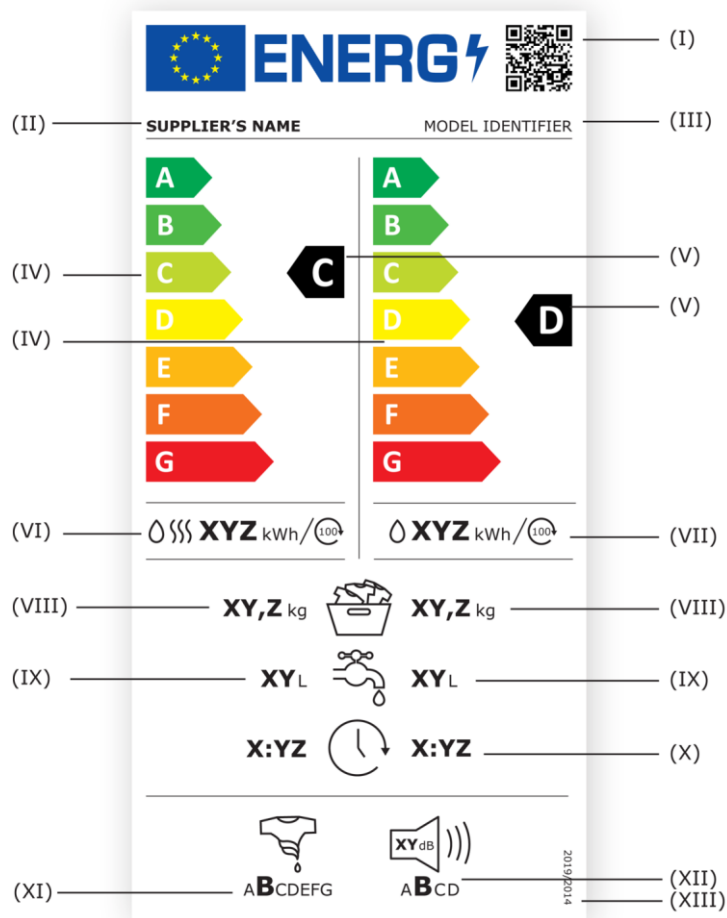 ENERG
(I)
(II) SUPPLIER'S NAME MODEL IDENTIFIER (III)
A A
B B
(IV) C C C (V)
D D D (V)
(IV)
E E
F F
G G
(VI) XYZ kWh/100 XYZ kWh/100 (VII)
(VIII) XY,Z kg XY,Z kg (VIII)
(IX) XY L XY L (IX)
X:YZ X:YZ (X)
XY dB
2019/2014
(XI) ABCDEFG ABCD (XII)
(XIII)